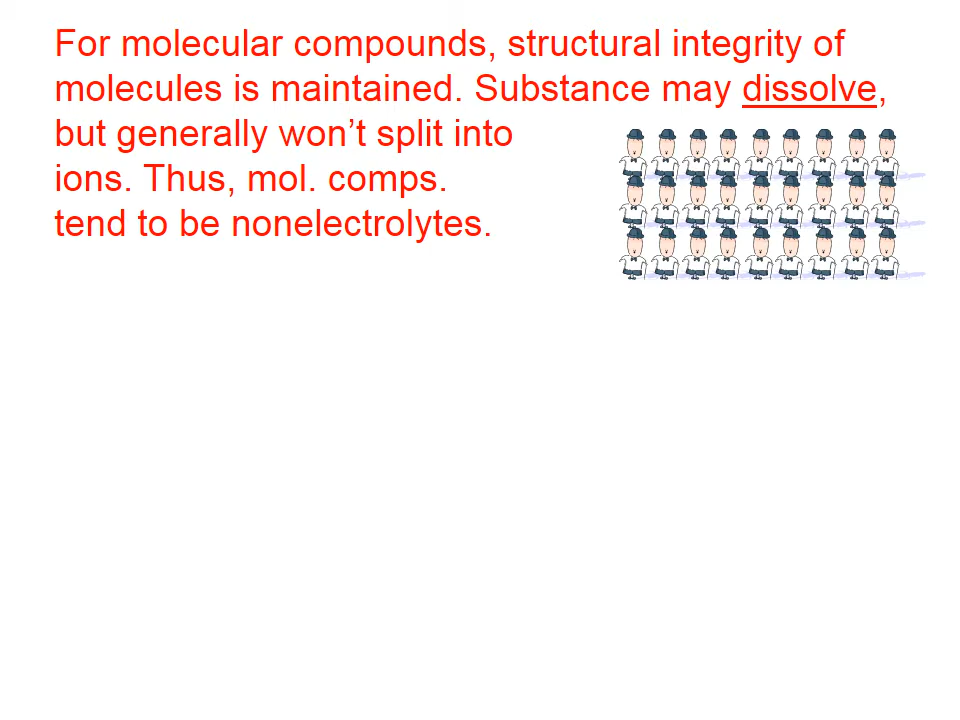 For molecular compounds, structural integrity of
molecules is maintained. Substance may dissolve,
but generally won’t split into
ions. Thus, mol. comps.
tend to be nonelectrolytes.